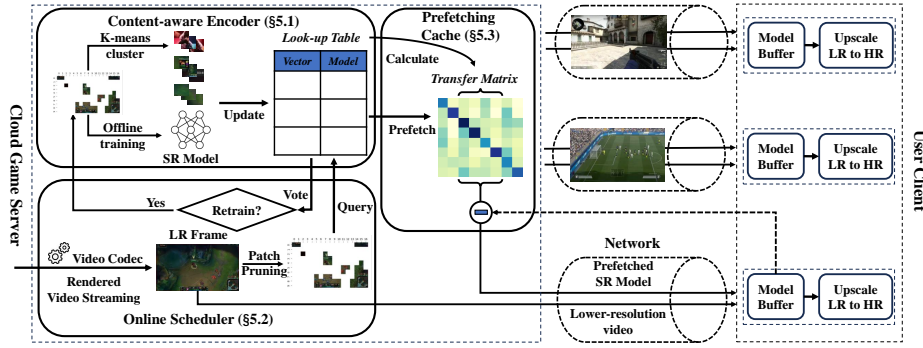 Content-aware Encoder (§5.1)
K-means
cluster
Offline
training
SR Model
Update
Look-up Table
Vector
Model
Prefetching
Cache (§5.3)
Calculate
Transfer Matrix
Prefetch
Model
Buffer
Upscale
LR to HR
Model
Buffer
Upscale
LR to HR
Cloud Game Server
User Client
Yes
Retrain?
Vote
Query
LR Frame
Video Codec
Rendered
Video Streaming
Patch
Pruning
Online Scheduler (§5.2)
Network
Prefetched
SR Model
Lower-resolution
video
Model
Buffer
Upscale
LR to HR